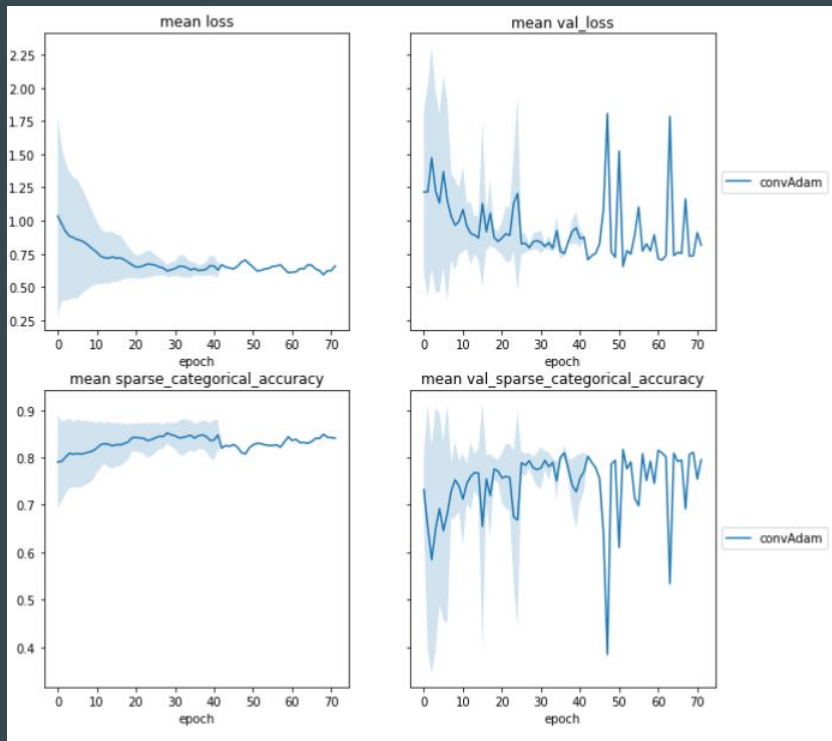 mean loss
mean val_loss
2.25
2.00
1.75
1.50
1.25
1.00
0.75
0.50
0.25
convAdam
0 10 20 30 40 50 60 70
0 10 20 30 40 50 60 70
epoch
epoch
mean sparse_categorical_accuracy
mean val_sparse_categorical_accuracy
0.9
0.8
0.7
0.6
0.5
0.4
convAdam
0 10 20 30 40 50 60 70
0 10 20 30 40 50 60 70
epoch
epoch